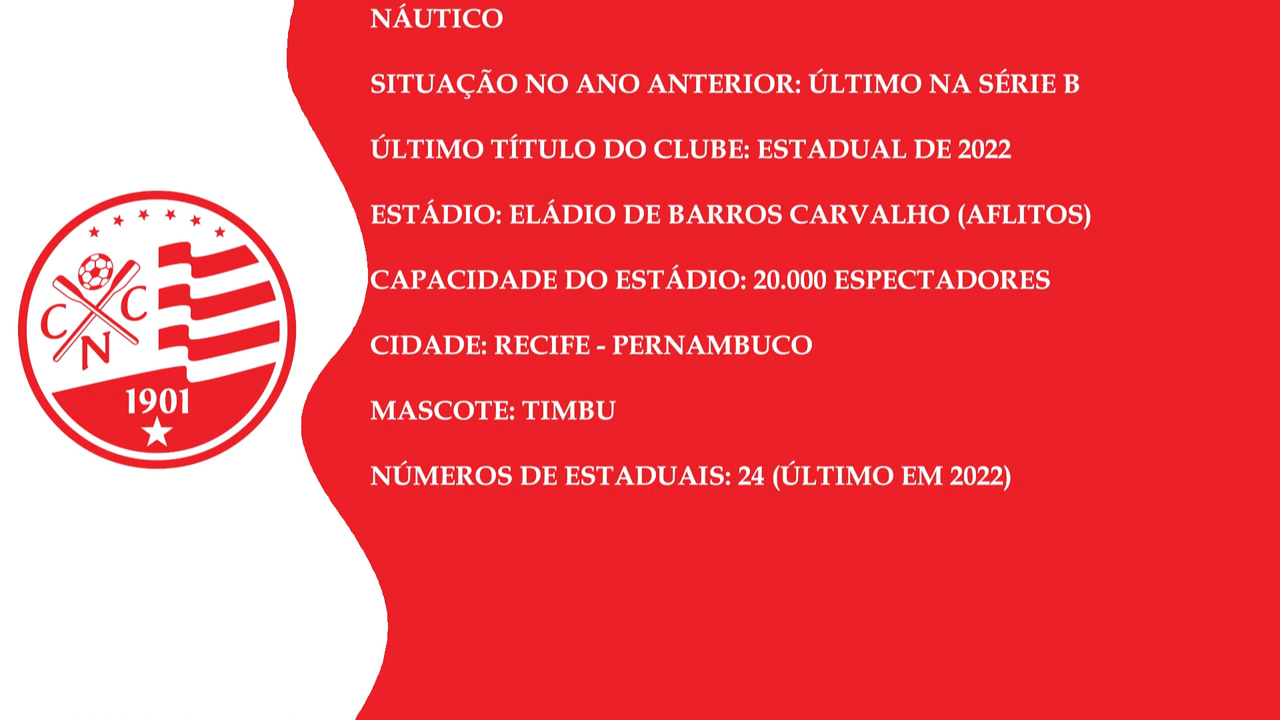 NÁUTICO
SITUAÇÃO NO ANO ANTERIOR: ÚLTIMO NA SÉRIE B
ÚLTIMO TÍTULO DO CLUBE: ESTADUAL DE 2022
ESTÁDIO: ELÁDIO DE BARROS CARVALHO (AFLITOS)
CAPACIDADE DO ESTÁDIO: 20.000 ESPECTADORES
CIDADE: RECIFE - PERNAMBUCO
MASCOTE: TIMBU
NÚMEROS DE ESTADUAIS: 24 (ÚLTIMO EM 2022)
C C
N
1901